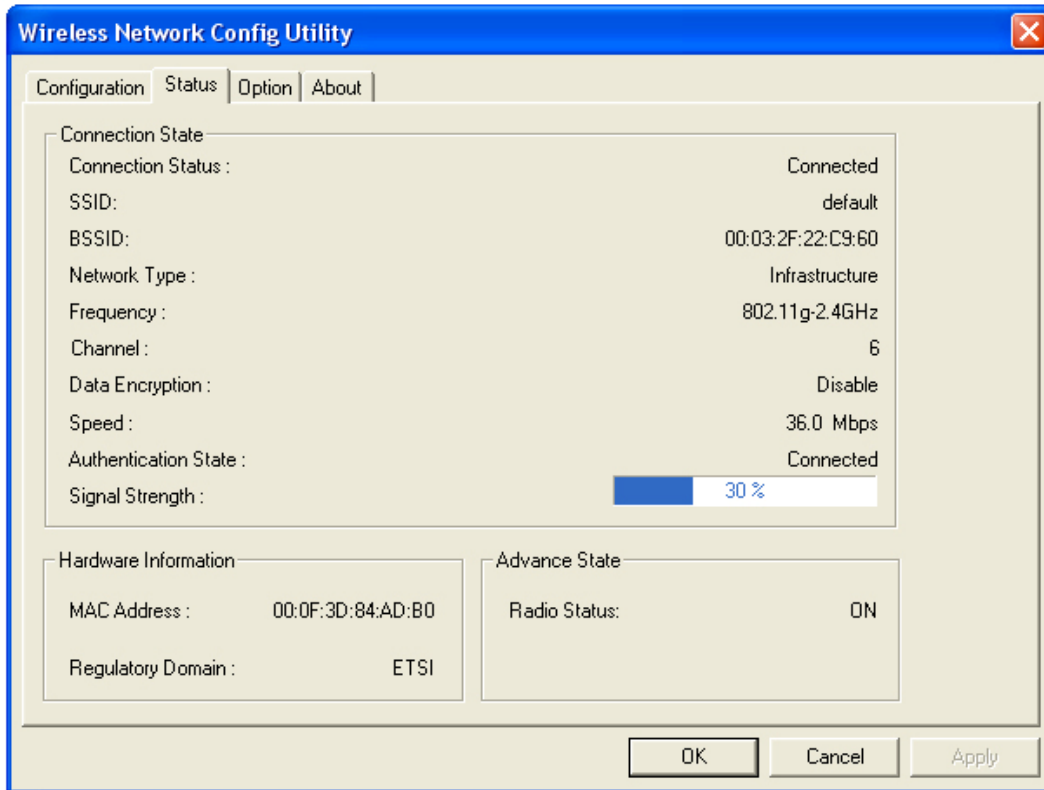 Wireless Network Config Utility
Configuration Status Option About
Connection State
Connection Status : Connected
SSID: default
BSSID: 00:03:2F:22:C9:60
Network Type : Infrastructure
Frequency : 802.11g-2.4GHz
Channel : 6
Data Encryption : Disable
Speed : 36.0 Mbps
Authentication State : Connected
Signal Strength : 30 %
Hardware Information
MAC Address : 00:0F:3D:84:AD:B0
Regulatory Domain : ETSI
Advance State
Radio Status: ON
OK Cancel Apply